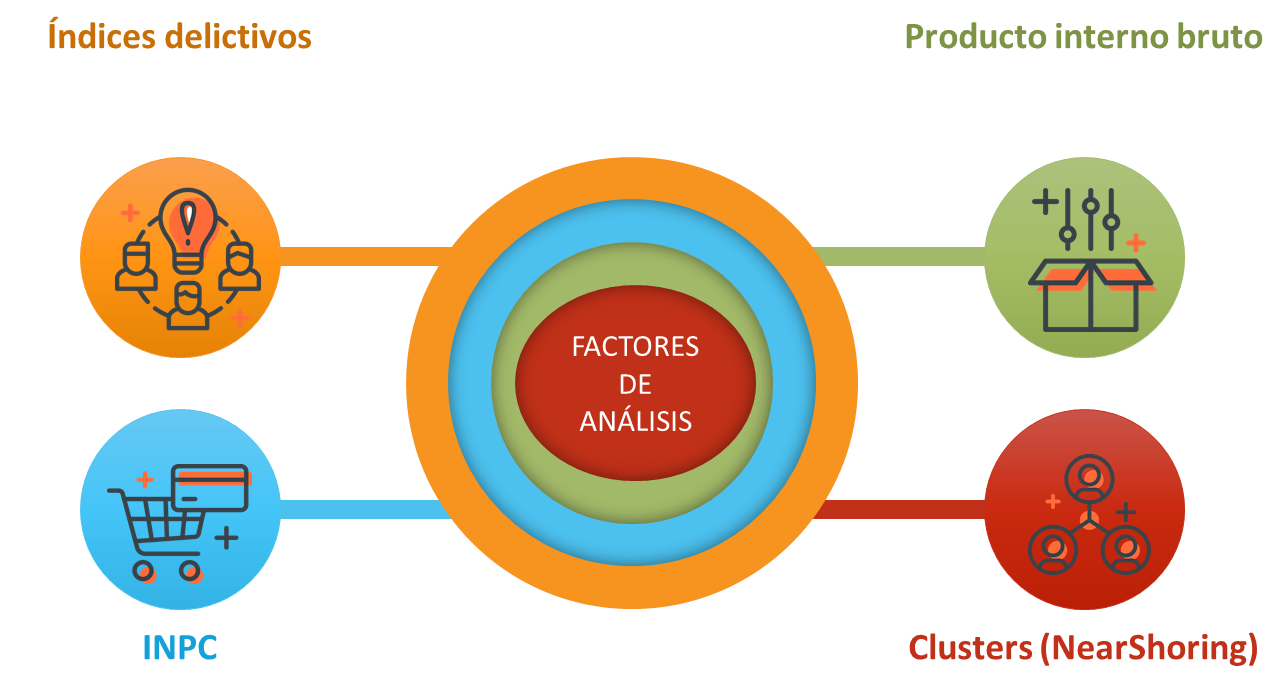 Índices delictivos
Producto interno bruto
FACTORES
DE
ANÁLISIS
INPC
Clusters (NearShoring)